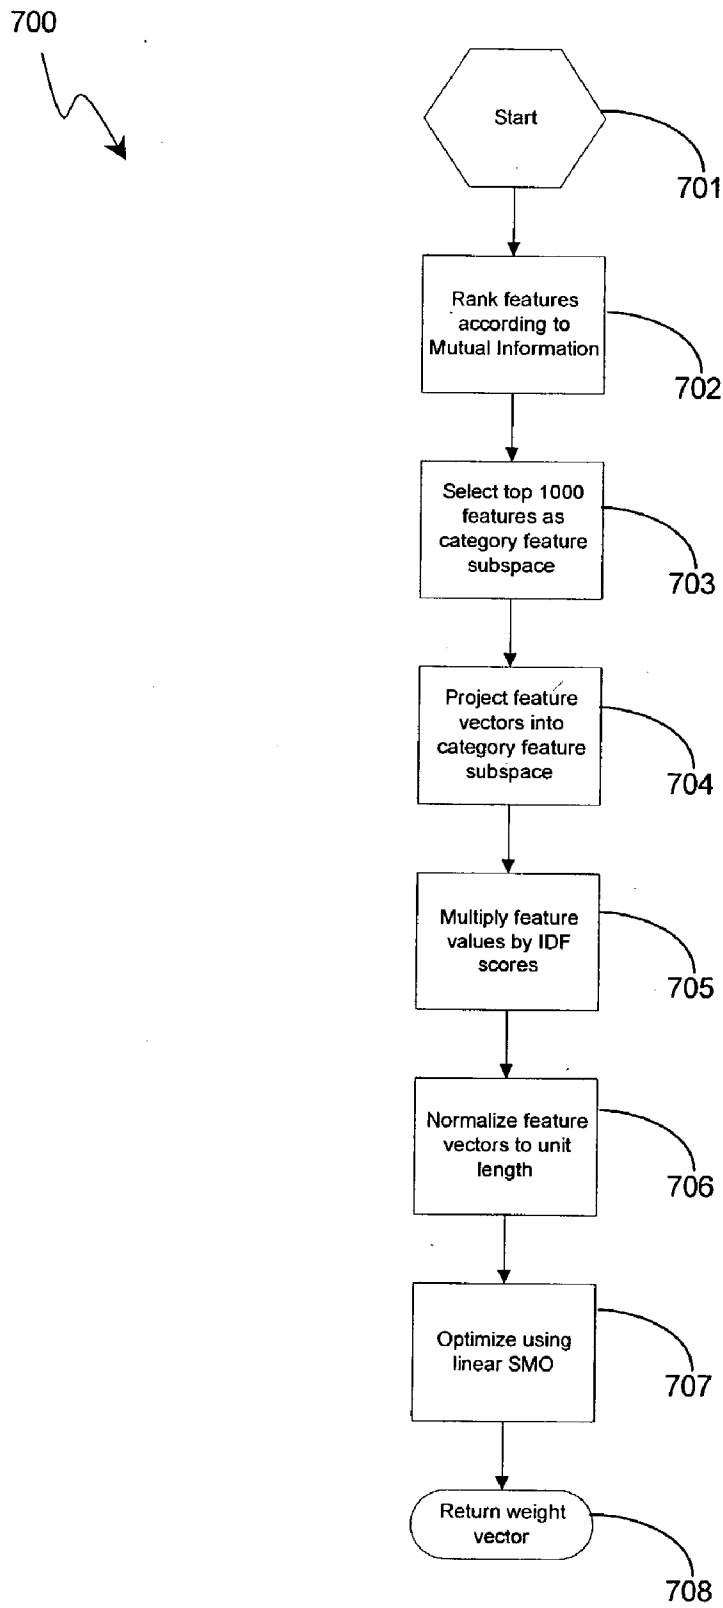 700
Start
701
Rank features
according to
Mutual Information
702
Select top 1000
features as
category feature
subspace
703
Project feature
vectors into
category feature
subspace
704
Multiply feature
values by IDF
scores
705
Normalize feature
vectors to unit
length
706
Optimize using
linear SMO
707
Return weight
vector
708